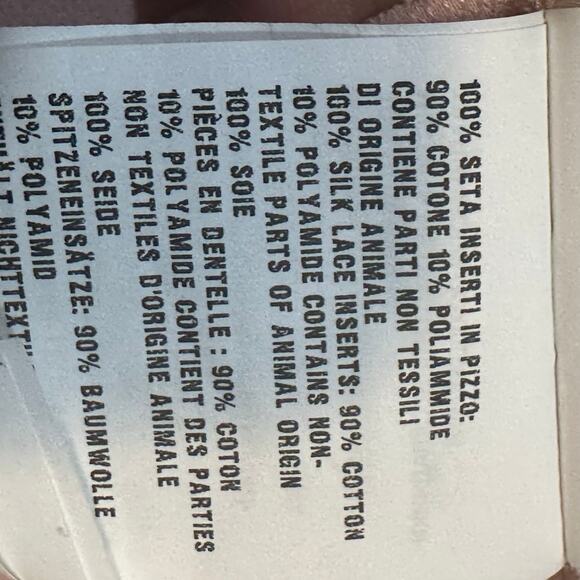 100% SETA INSERTI IN PIZZO:
90% COTONE 10% POLIAMMIDE
CONTIENE PARTI NON TESSILI
DI ORIGINE ANIMALE
100% SILK LACE INSERTS: 90% COTTON
10% POLYAMIDE CONTAINS NON-
TEXTILE PARTS OF ANIMAL ORIGIN
100% SOIE
PIÈCES EN DENTELLE : 90% COTON
10% POLYAMIDE CONTIENT DES PARTIES
NON TEXTILES D'ORIGINE ANIMALE
100% SEIDE
SPITZENEINSÄTZE: 90% BAUMWOLLE
10% POLYAMID